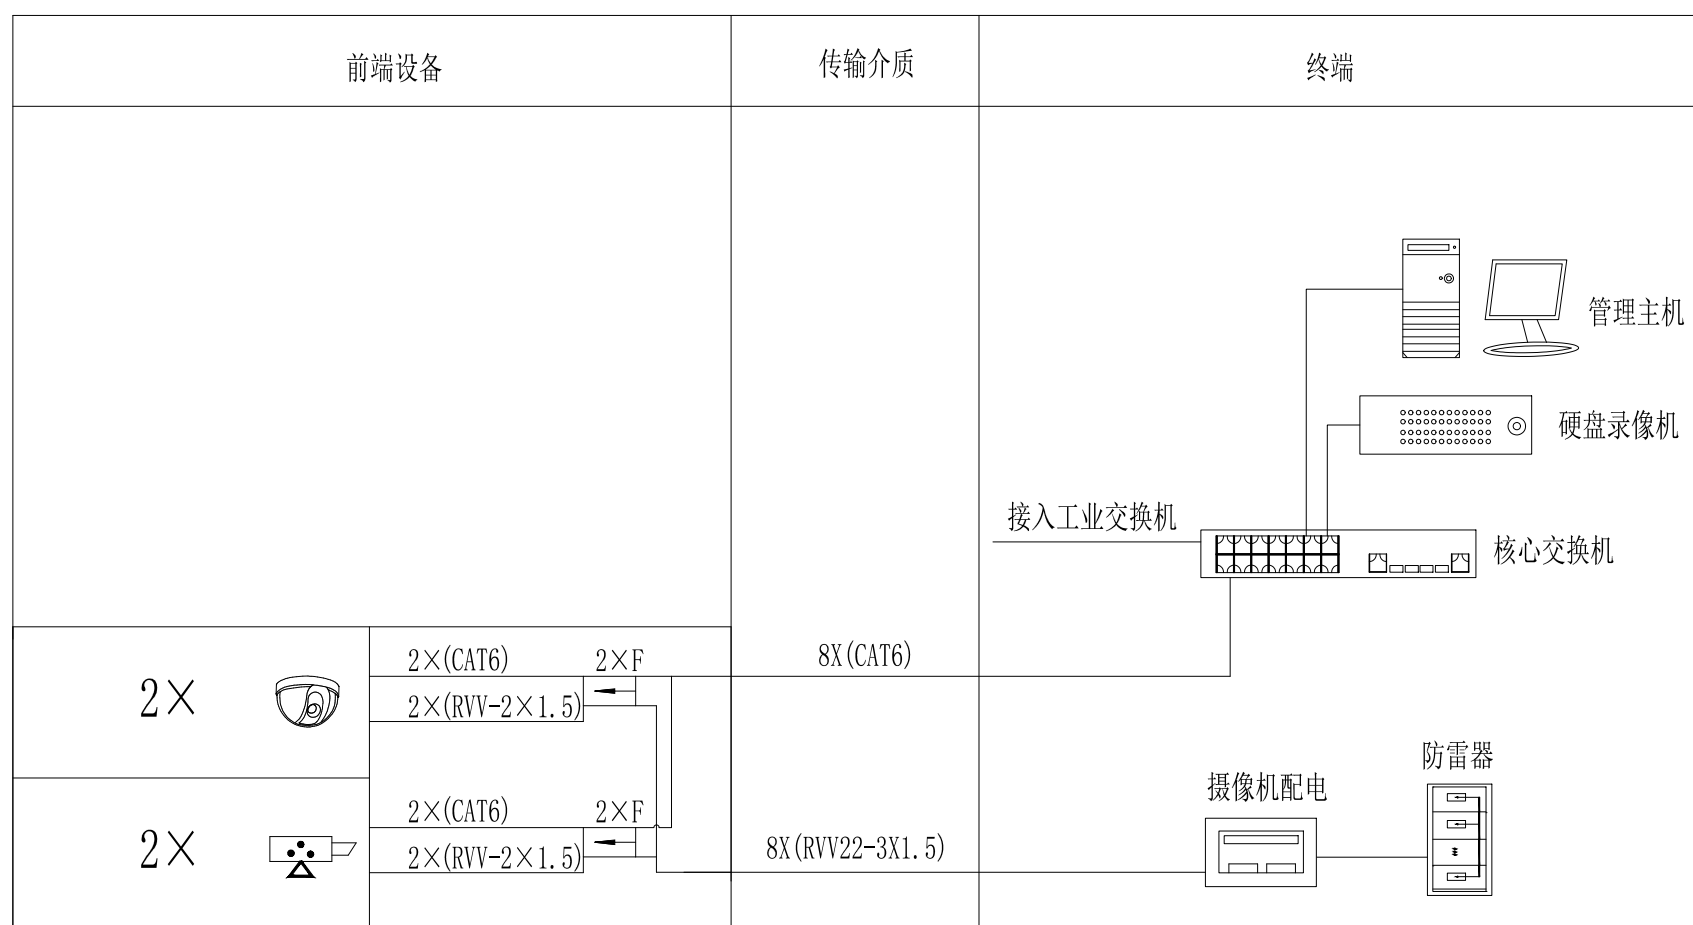 前端设备
传输介质
终端
管理主机
硬盘录像机
接入工业交换机
核心交换机
2×
2×(CAT6)
2×F
2×(RVV-2×1.5)
8X(CAT6)
2×
2×(CAT6)
2×F
2×(RVV-2×1.5)
8X(RVV22-3X1.5)
摄像机配电
防雷器